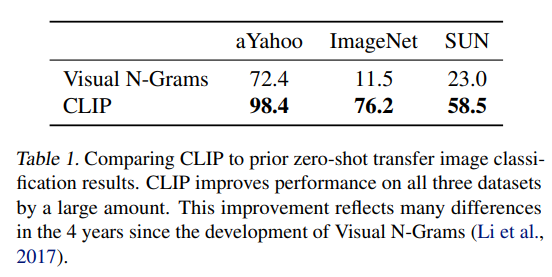 aYahoo ImageNet SUN
Visual N-Grams 72.4 11.5 23.0
CLIP 98.4 76.2 58.5
Table 1. Comparing CLIP to prior zero-shot transfer image classi-
fication results. CLIP improves performance on all three datasets
by a large amount. This improvement reflects many differences
in the 4 years since the development of Visual N-Grams (Li et al.,
2017).